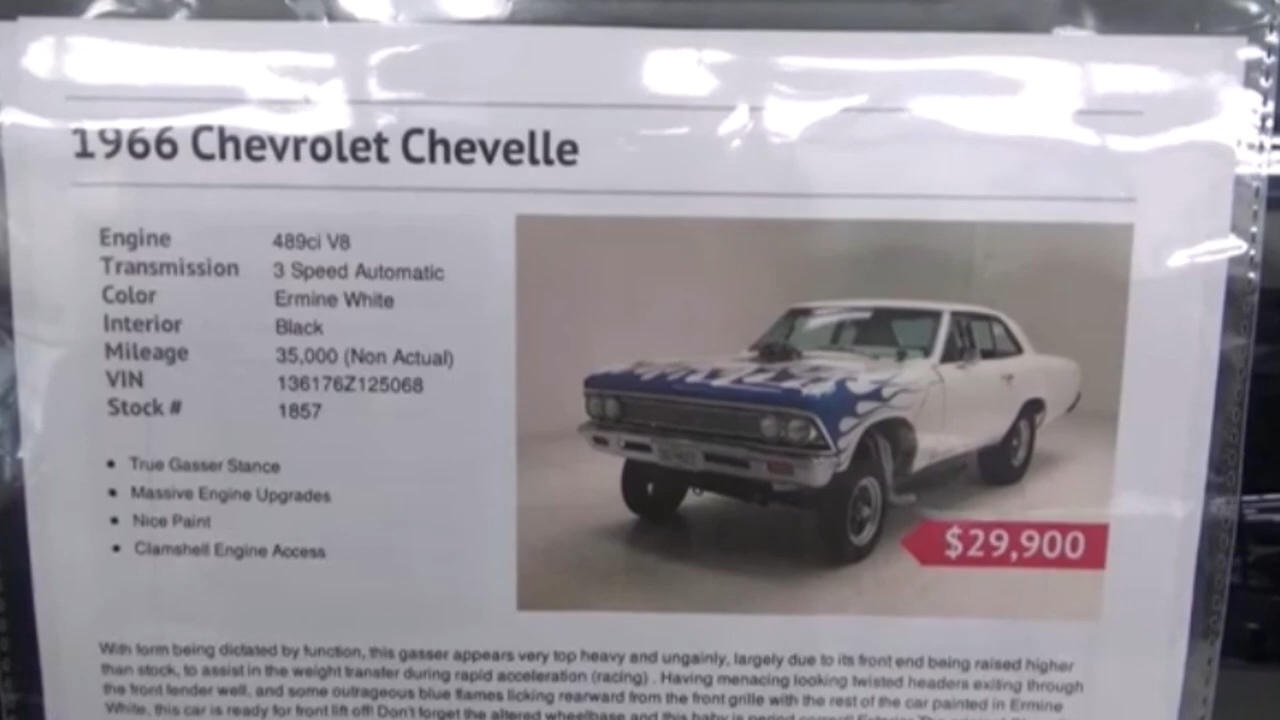 1966 Chevrolet Chevelle
Engine 489ci V8
Transmission 3 Speed Automatic
Color Ermine White
Interior Black
Mileage 35,000 (Non Actual)
VIN 136176Z125068
Stock # 1857
• True Gasser Stance
• Massive Engine Upgrades
• Nice Paint
• Clamshell Engine Access
$29,900
With form being dictated by function, this gasser appears very top heavy and ungainly, largely due to its front end being raised higher
than stock, to assist in the weight transfer during rapid acceleration (racing) . Having menacing looking twisted headers exiting through
the front fender well, and some outrageous blue flames licking rearward from the front grille with the rest of the car painted in Ermine
White, this car is ready for front lift off! Don't forget the altered wheelbase and this baby is period correct!